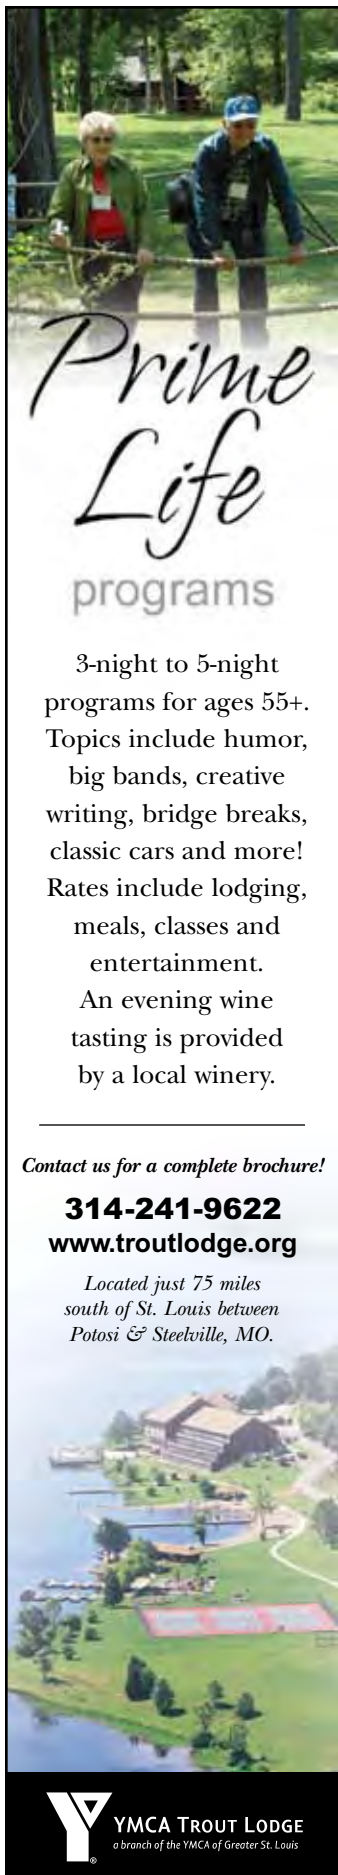 Prime
Life
programs
3-night to 5-night
programs for ages 55+.
Topics include humor,
big bands, creative
writing, bridge breaks,
classic cars and more!
Rates include lodging,
meals, classes and
entertainment.
An evening wine
tasting is provided
by a local winery.
Contact us for a complete brochure!
314-241-9622
www.troutlodge.org
Located just 75 miles
south of St. Louis between
Potosi & Steelville, MO.
YMCA TROUT LODGE
a branch of the YMCA of Greater St. Louis
®